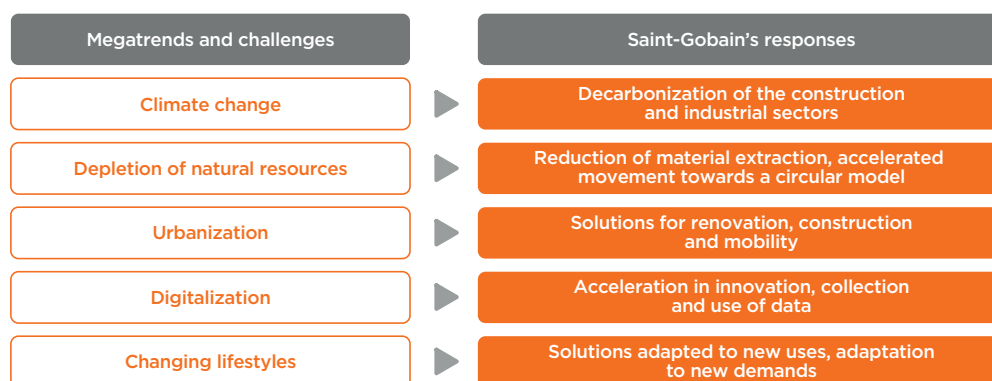 Megatrends and challenges
Saint-Gobain’s responses
Climate change
Decarbonization of the construction
and industrial sectors
Depletion of natural resources
Reduction of material extraction, accelerated
movement towards a circular model
Urbanization
Solutions for renovation, construction
and mobility
Digitalization
Acceleration in innovation, collection
and use of data
Changing lifestyles
Solutions adapted to new uses, adaptation
to new demands